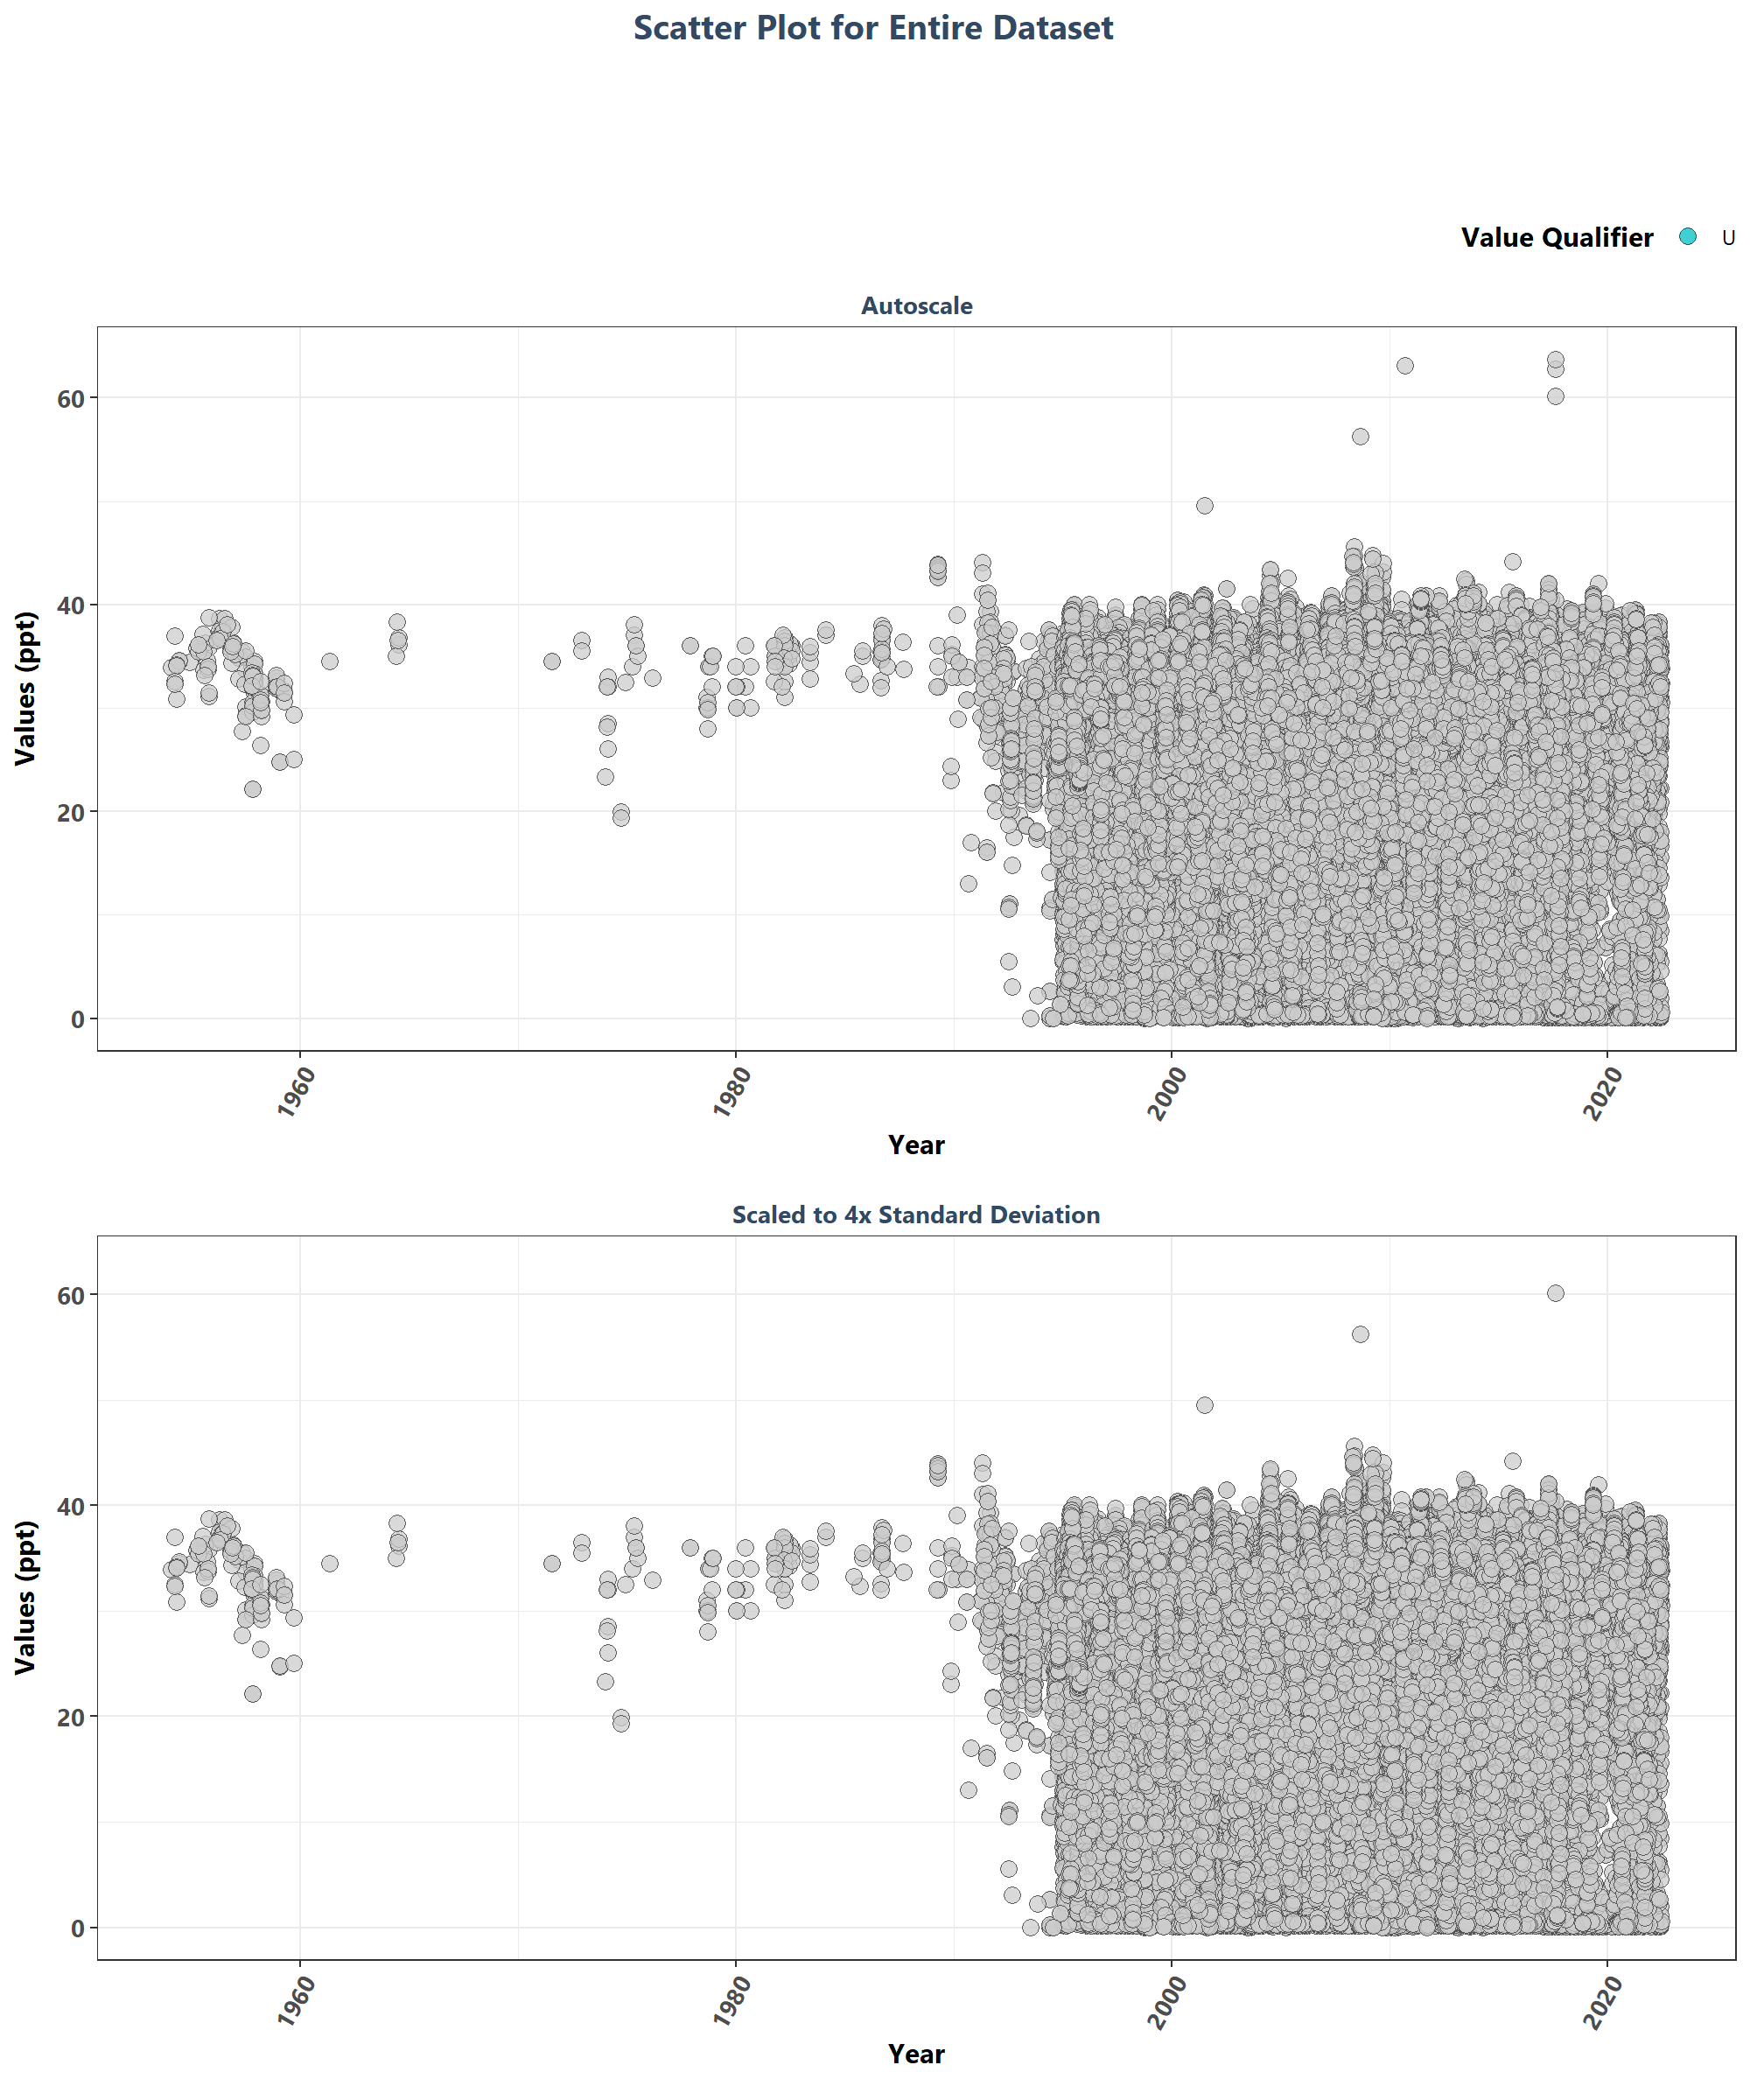 Scatter Plot for Entire Dataset
Value Qualifier U
Autoscale
60
40
20
0
Values (ppt)
1960 1980 2000 2020
Year
Scaled to 4x Standard Deviation
60
40
20
0
Values (ppt)
1960 1980 2000 2020
Year